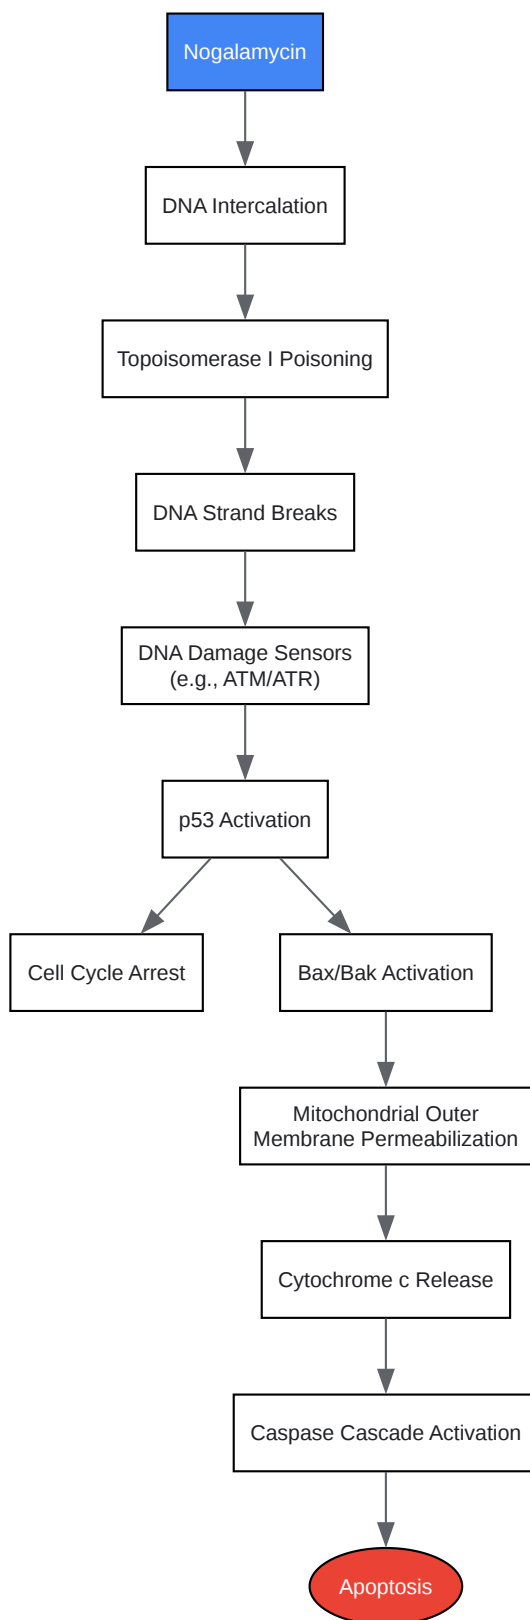 Nogalamycin
DNA Intercalation
Topoisomerase I Poisoning
DNA Strand Breaks
DNA Damage Sensors
(e.g., ATM/ATR)
p53 Activation
Cell Cycle Arrest
Bax/Bak Activation
Mitochondrial Outer
Membrane Permeabilization
Cytochrome c Release
Caspase Cascade Activation
Apoptosis